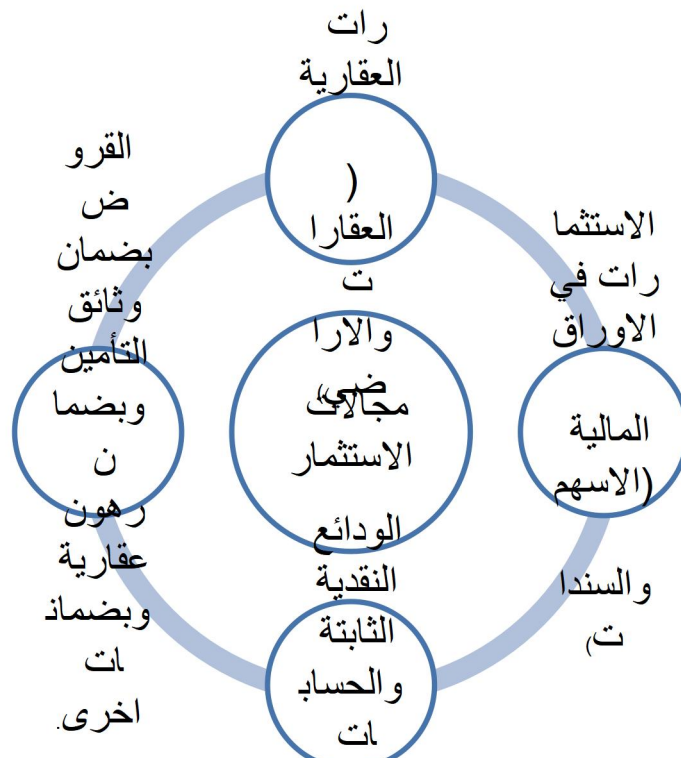 رات
العقارية
(
العقارا
ت
والارا
ضي)
الاستثما
رات في
الاوراق
المالية
(الاسهم
والسندا
ت)
الودائع
النقدية
الثابتة
والحساب
ات
القرو
ض
بضمان
وثائق
التأمين
وبضما
ن
رهون
عقارية
وبضمان
ات
اخرى.
مجالات
الاستثمار